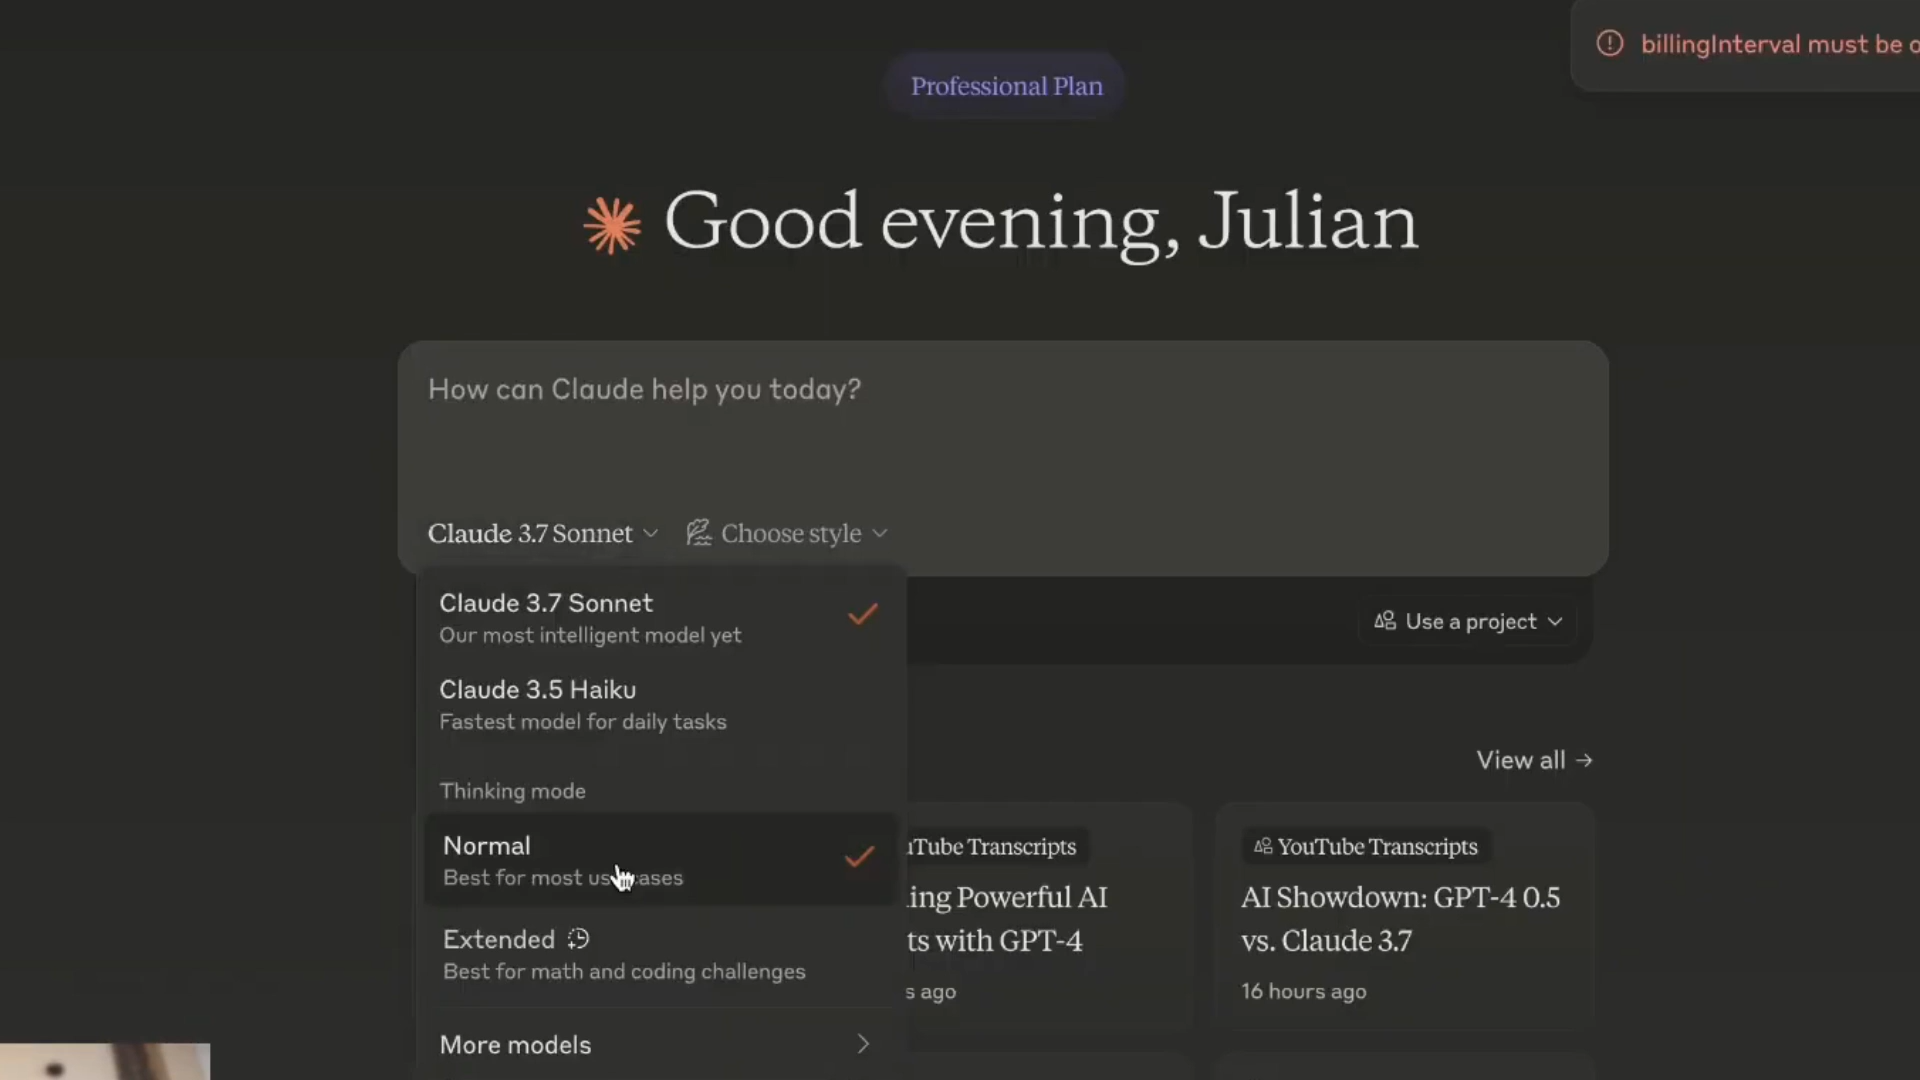 billingInterval must be
Professional Plan
Good evening, Julian
How can Claude help you today?
Claude 3.7 Sonnet
Choose style
Claude 3.7 Sonnet
Our most intelligent model yet
Claude 3.5 Haiku
Fastest model for daily tasks
Use a project
Thinking mode
View all →
Normal
Best for most us ases
Extended
Best for math and coding challenges
More models
uTube Transcripts
ing Powerful AI
ts with GPT-4
s ago
YouTube Transcripts
AI Showdown: GPT-4 0.5
vs. Claude 3.7
16 hours ago